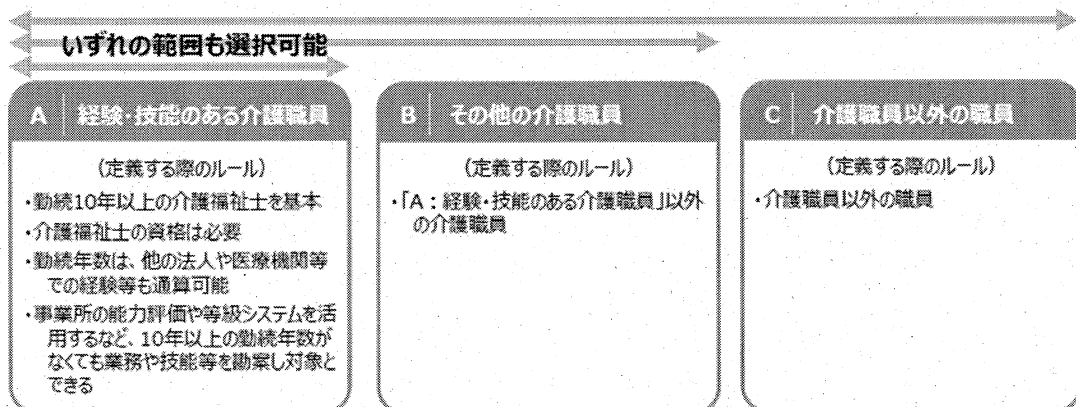 いずれの範囲も選択可能
A 経験・技能のある介護職員
(定義する際のルール)
・勤続10年以上の介護福祉士を基本
・介護福祉士の資格は必要
・勤続年数は、他の法人や医療機関等
での経験等も通算可能
・事業所の能力評価や等級システムを活
用するなど、10年以上の勤続年数が
なくても業務や技能等を勘案し対象と
できる
B その他の介護職員
(定義する際のルール)
・「A：経験・技能のある介護職員」以外
の介護職員
C 介護職員以外の職員
(定義する際のルール)
・介護職員以外の職員